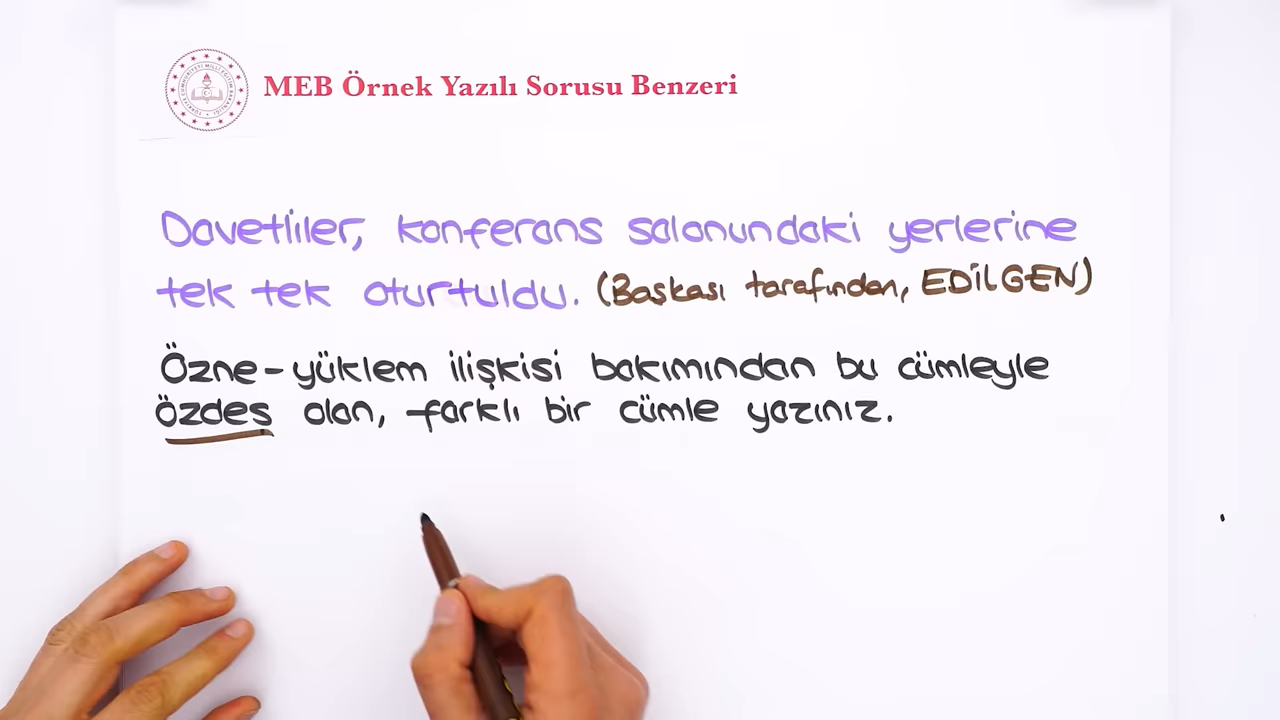 MEB Örnek Yazılı Sorusu Benzeri
Davetliler, konferans salonundaki yerlerine
tek tek oturtuldu. (Başkası tarafından, EDİLGEN)
Özne-yüklem ilişkisi bakımından bu cümleyle
özdeş olan, farklı bir cümle yazınız.